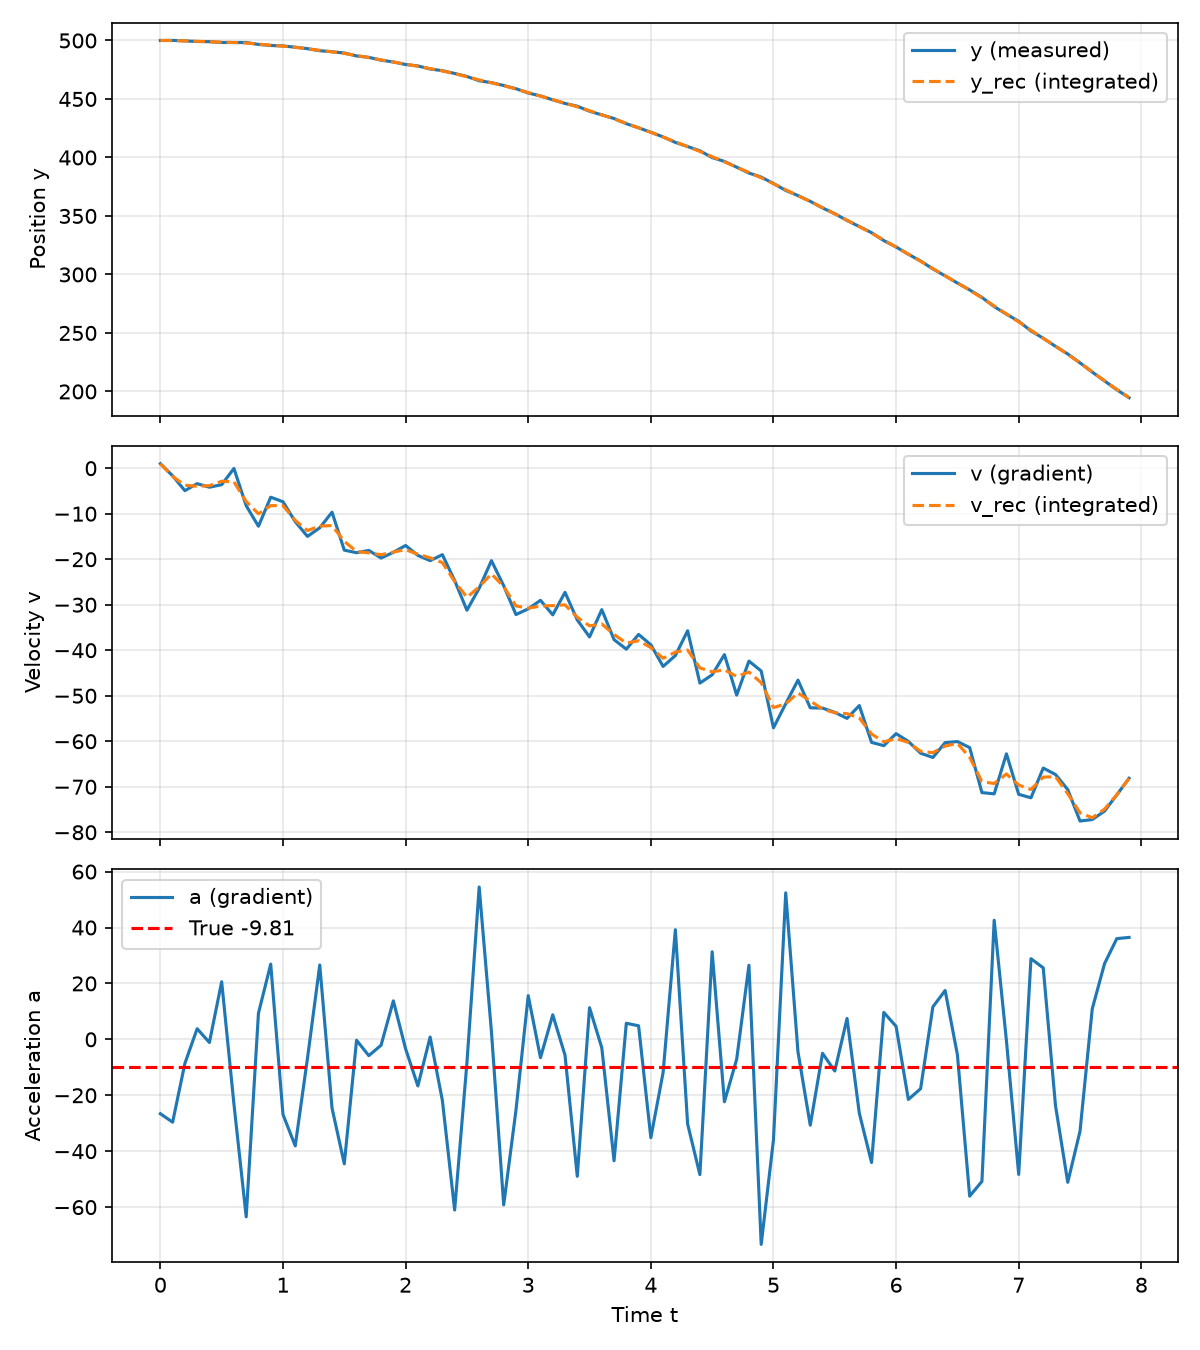 500
450
400
350
300
250
200
Position y
y (measured)
y_rec (integrated)
0
−10
−20
−30
−40
−50
−60
−70
−80
Velocity v
v (gradient)
v_rec (integrated)
60
40
20
0
−20
−40
−60
Acceleration a
a (gradient)
True -9.81
0 1 2 3 4 5 6 7 8
Time t